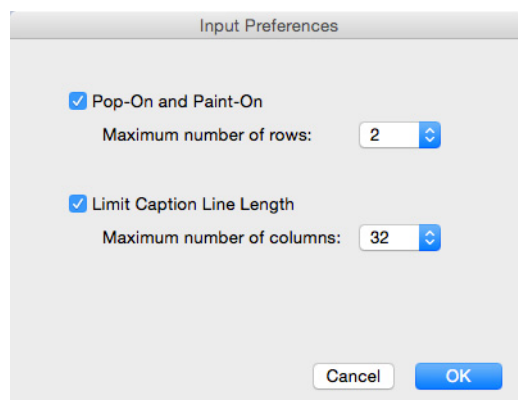 Input Preferences
Pop-On and Paint-On
Maximum number of rows: 2
Limit Caption Line Length
Maximum number of columns: 32
Cancel OK